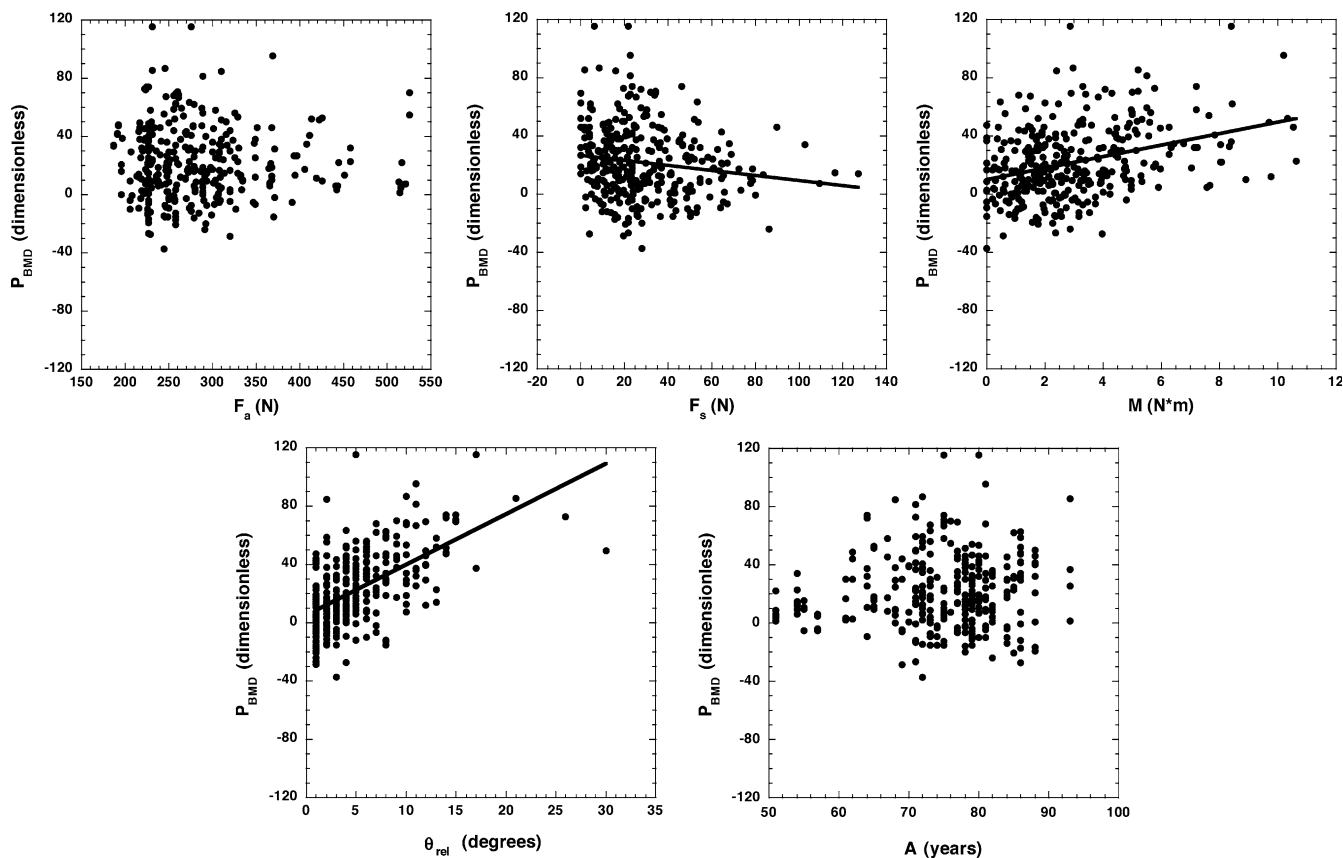 120
80
40
0
-40
-80
-120
P_BMD (dimensionless)
150 200 250 300 350 400 450 500 550
F_a (N)
120
80
40
0
-40
-80
-120
P_BMD (dimensionless)
-20 0 20 40 60 80 100 120 140
F_s (N)
120
80
40
0
-40
-80
-120
P_BMD (dimensionless)
0 2 4 6 8 10 12
M (N*m)
120
80
40
0
-40
-80
-120
P_BMD (dimensionless)
0 5 10 15 20 25 30 35
θ_rel (degrees)
120
80
40
0
-40
-80
-120
P_BMD (dimensionless)
50 60 70 80 90 100
A (years)